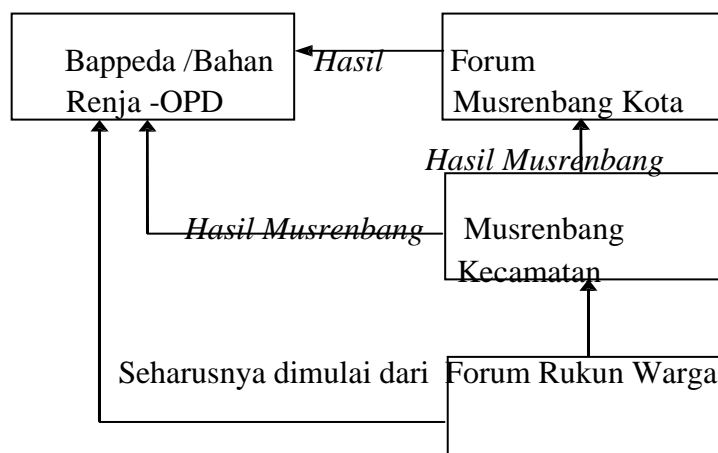 Bappeda /Bahan
Renja -OPD
Hasil
Forum
Musrenbang Kota
Hasil Musrenbang
Hasil Musrenbang
Musrenbang
Kecamatan
Seharusnya dimulai dari Forum Rukun Warga